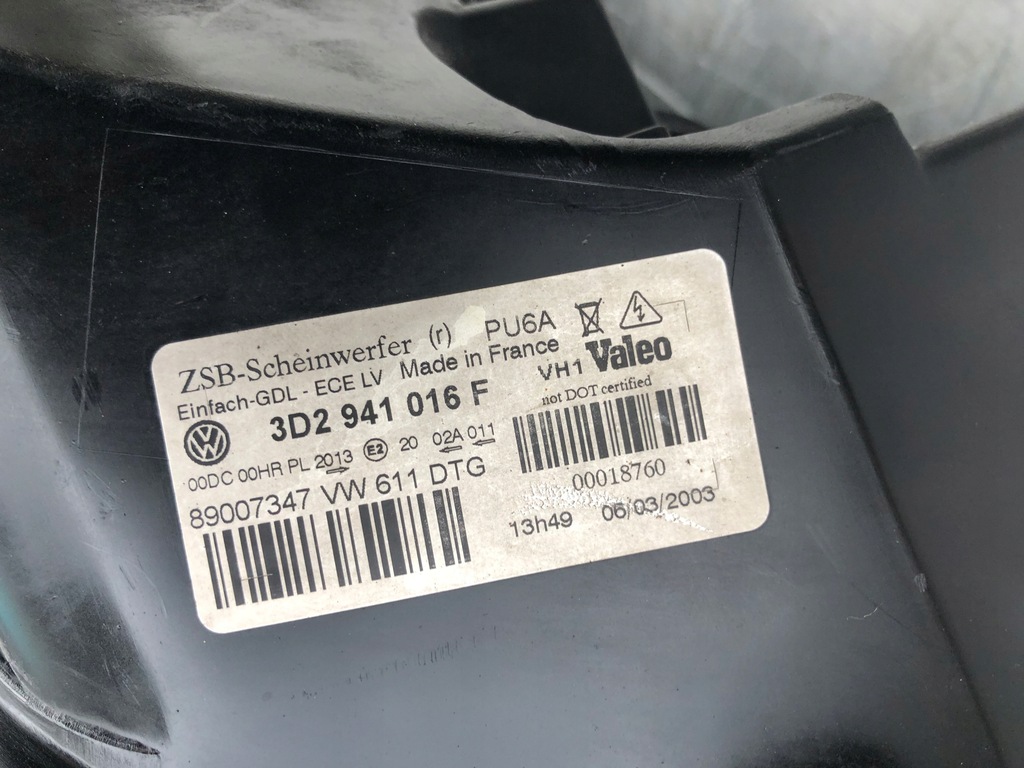 ZSB-Scheinwerfer (r) PU6A
Einfach-GDL - ECE LV Made in France
VH1 Valeo
3D2 941 016 F
not DOT certified
VW
00DC 00HR PL 2013 E2 20 02A 011
89007347 VW 611 DTG
00018760
13h49 06/03/2003